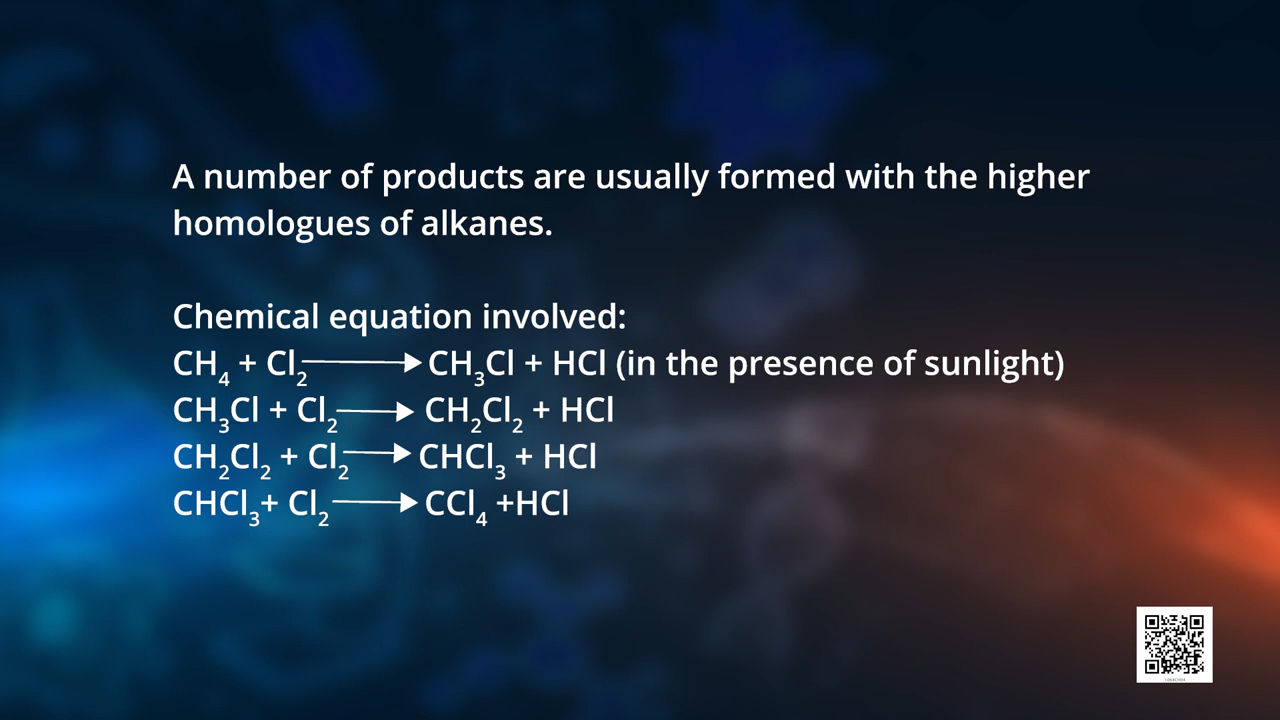 A number of products are usually formed with the higher
homologues of alkanes.
Chemical equation involved:
CH₄ + Cl₂ ⟶ CH₃Cl + HCl (in the presence of sunlight)
CH₃Cl + Cl₂ ⟶ CH₂Cl₂ + HCl
CH₂Cl₂ + Cl₂ ⟶ CHCl₃ + HCl
CHCl₃+ Cl₂ ⟶ CCl₄ +HCl